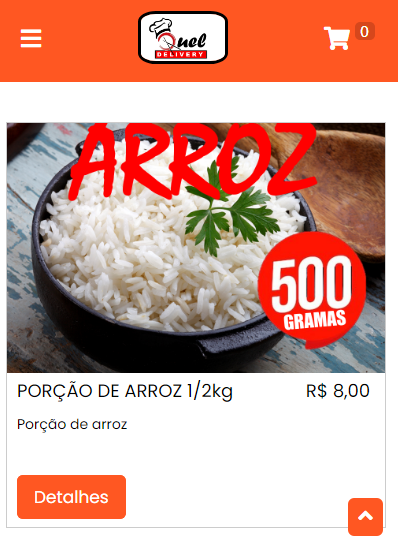 Quel
DELIVERY
0
ARROZ
500
GRAMAS
PORÇÃO DE ARROZ 1/2kg
R$ 8,00
Porção de arroz
Detalhes